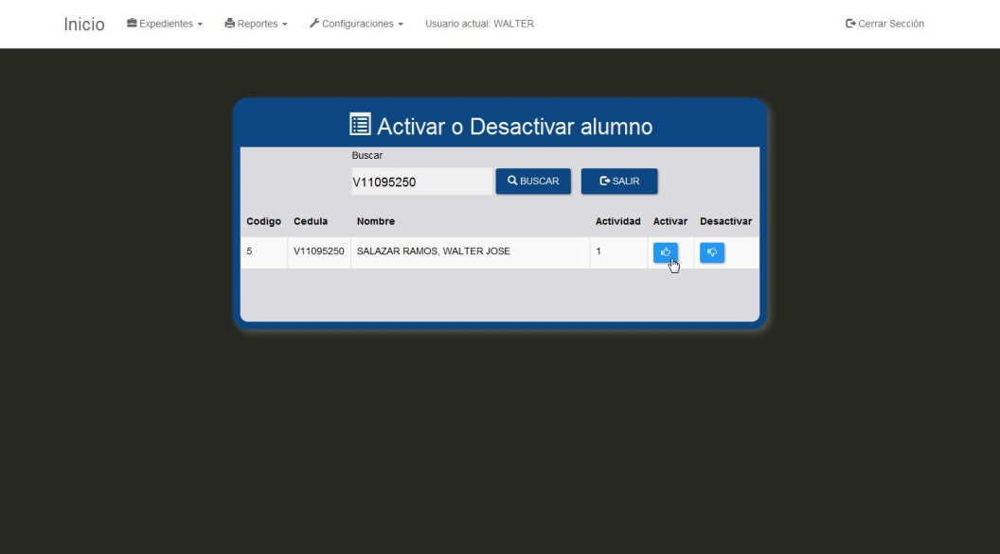 Inicio Expedientes Reportes Configuraciones Usuario actual: WALTER Cerrar Sección
Activar o Desactivar alumno
Buscar
V11095250 BUSCAR SALIR
Codigo Cedula Nombre Actividad Activar Desactivar
5 V11095250 SALAZAR RAMOS, WALTER JOSE 1